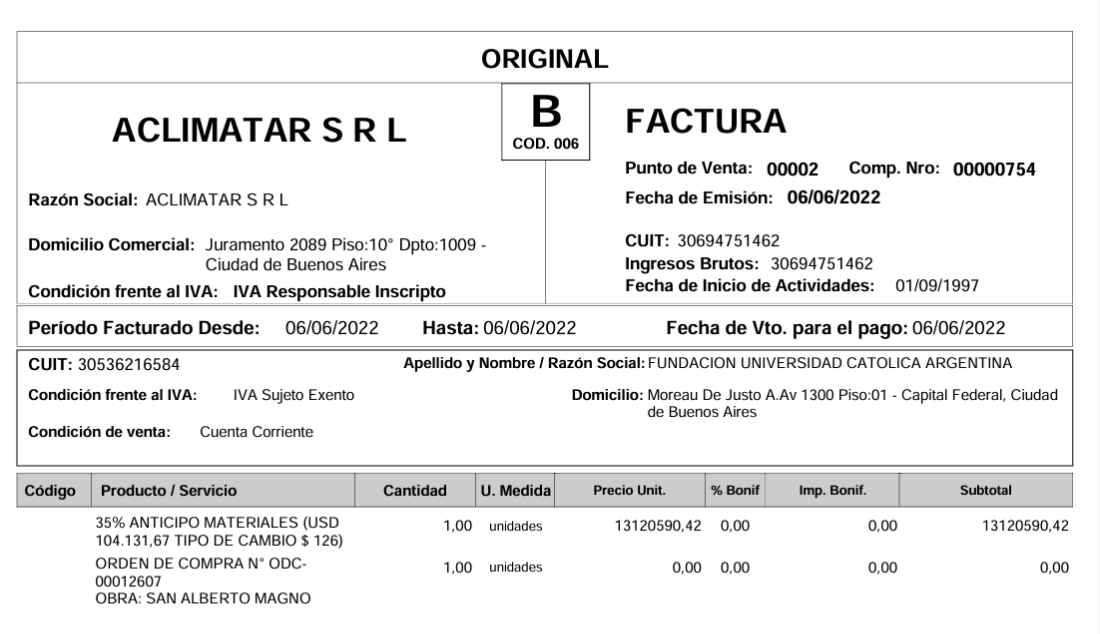 ORIGINAL
ACLIMATAR S R L
B
COD. 006
FACTURA
Punto de Venta: 00002 Comp. Nro: 00000754
Fecha de Emisión: 06/06/2022
Razón Social: ACLIMATAR S R L
Domicilio Comercial: Juramento 2089 Piso:10° Dpto:1009 -
Ciudad de Buenos Aires
Condición frente al IVA: IVA Responsable Inscripto
CUIT: 30694751462
Ingresos Brutos: 30694751462
Fecha de Inicio de Actividades: 01/09/1997
Período Facturado Desde: 06/06/2022 Hasta: 06/06/2022 Fecha de Vto. para el pago: 06/06/2022
CUIT: 30536216584 Apellido y Nombre / Razón Social: FUNDACION UNIVERSIDAD CATOLICA ARGENTINA
Condición frente al IVA: IVA Sujeto Exento Domicilio: Moreau De Justo A.Av 1300 Piso:01 - Capital Federal, Ciudad
de Buenos Aires
Condición de venta: Cuenta Corriente
Código Producto / Servicio Cantidad U. Medida Precio Unit. % Bonif Imp. Bonif. Subtotal
35% ANTICIPO MATERIALES (USD 1,00 unidades 13120590,42 0,00 0,00 13120590,42
104.131,67 TIPO DE CAMBIO $ 126)
ORDEN DE COMPRA N° ODC- 1,00 unidades 0,00 0,00 0,00 0,00
00012607
OBRA: SAN ALBERTO MAGNO